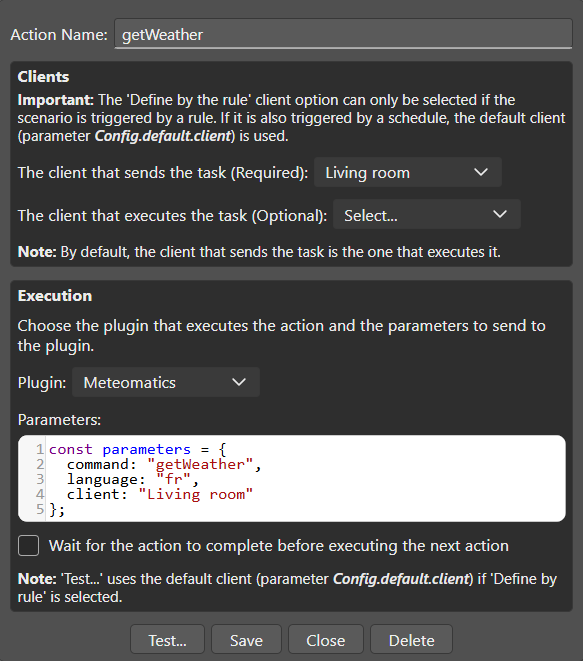 Action Name: getWeather
Clients
Important: The 'Define by the rule' client option can only be selected if the
scenario is triggered by a rule. If it is also triggered by a schedule, the default client
(parameter Config.default.client) is used.
The client that sends the task (Required): Living room
The client that executes the task (Optional): Select...
Note: By default, the client that sends the task is the one that executes it.
Execution
Choose the plugin that executes the action and the parameters to send to
the plugin.
Plugin: Meteomatics
Parameters:
1 const parameters = {
2 command: "getWeather",
3 language: "fr",
4 client: "Living room"
5 };
Wait for the action to complete before executing the next action
Note: 'Test...' uses the default client (parameter Config.default.client) if 'Define by
rule' is selected.
Test... Save Close Delete